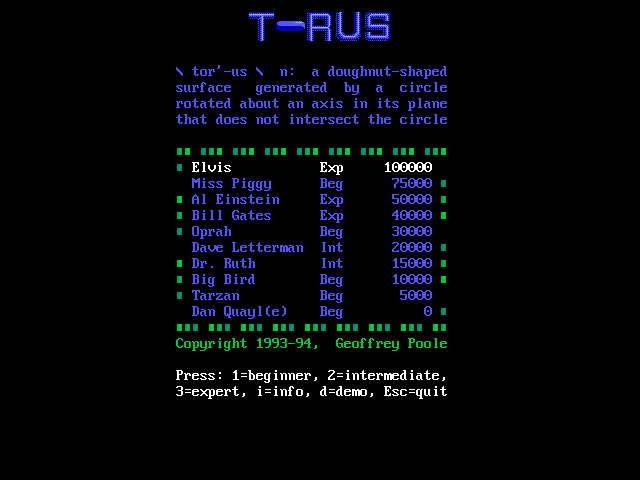 T-RUS
\ tor'-us \ n: a doughnut-shaped
surface generated by a circle
rotated about an axis in its plane
that does not intersect the circle
Elvis Exp 100000
Miss Piggy Beg 75000
Al Einstein Exp 50000
Bill Gates Exp 40000
Oprah Beg 30000
Dave Letterman Int 20000
Dr. Ruth Int 15000
Big Bird Beg 10000
Tarzan Beg 5000
Dan Quayl(e) Beg 0
Copyright 1993-94, Geoffrey Poole
Press: 1=beginner, 2=intermediate,
3=expert, i=info, d=demo, Esc=quit